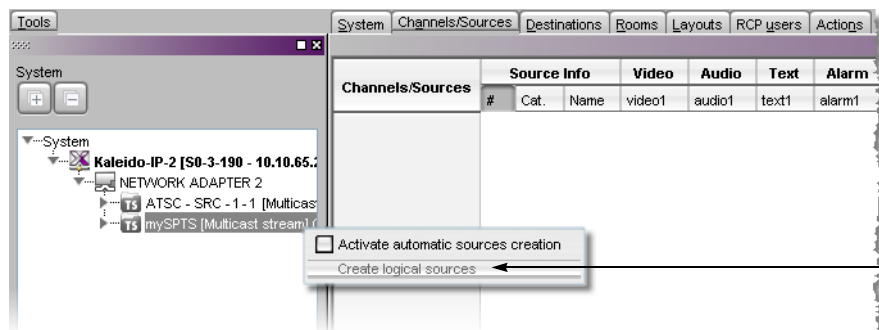 Tools
System Channels/Sources Destinations Rooms Layouts RCP users Actions
System
Channels/Sources Source Info Video Audio Text Alarm
# Cat. Name video1 audio1 text1 alarm1
System
Kaleido-IP-2 [S0-3-190 - 10.10.65.2
NETWORK ADAPTER 2
TS ATSC - SRC - 1 - 1 [Multicas
TS mySPTS [Multicast stream]
Activate automatic sources creation
Create logical sources